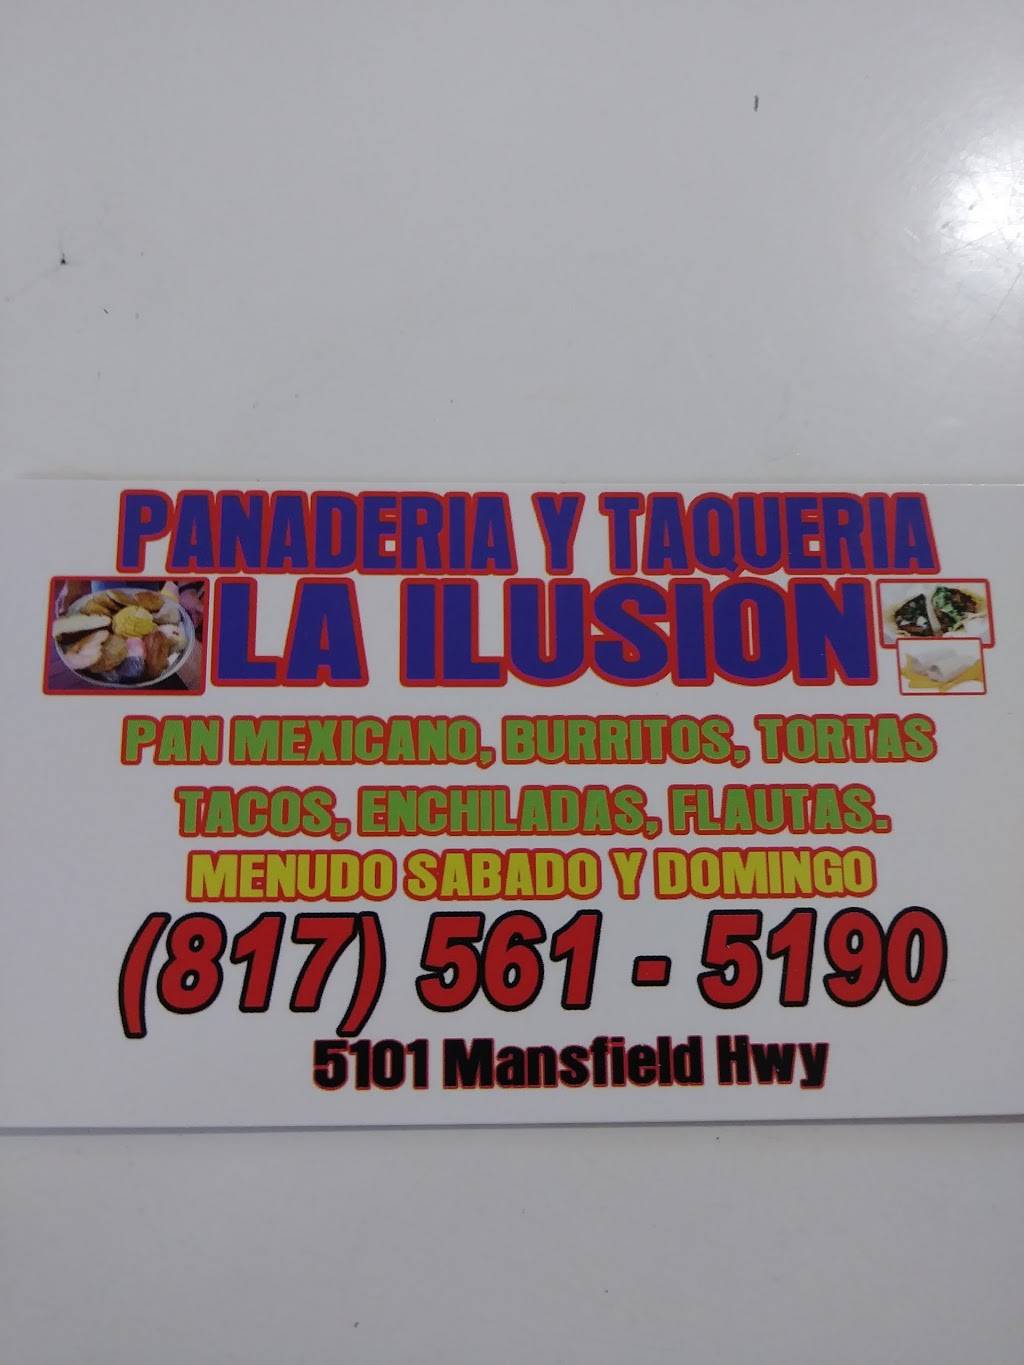 PANADERIA Y TAQUERIA
LA ILUSIÓN
PAN MEXICANO, BURRITOS, TORTAS
TACOS, ENCHILADAS, FLAUTAS.
MENUDO SABADO Y DOMINGO
(817) 561 - 5190
5101 Mansfield Hwy